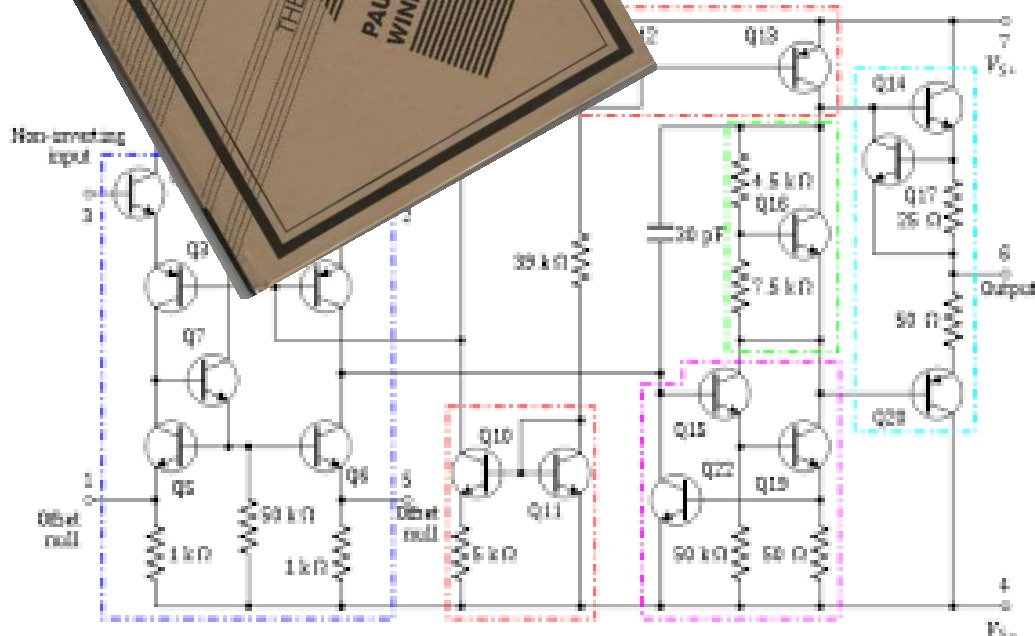 THE
PAU
WIN
12
Q13
7
V
S+
Q14
Non-inverting
input
3
2
4.5 kΩ
Q16
Q17
25 Ω
Q3
39 kΩ
30 pF
7.5 kΩ
6
Output
50 Ω
Q7
Q15
Q20
Q10
Q5
Q6
Q22
Q19
1
5
Q11
Offset
null
50 kΩ
Offset
null
1 kΩ
1 kΩ
5 kΩ
50 kΩ
50 Ω
4
V
S−